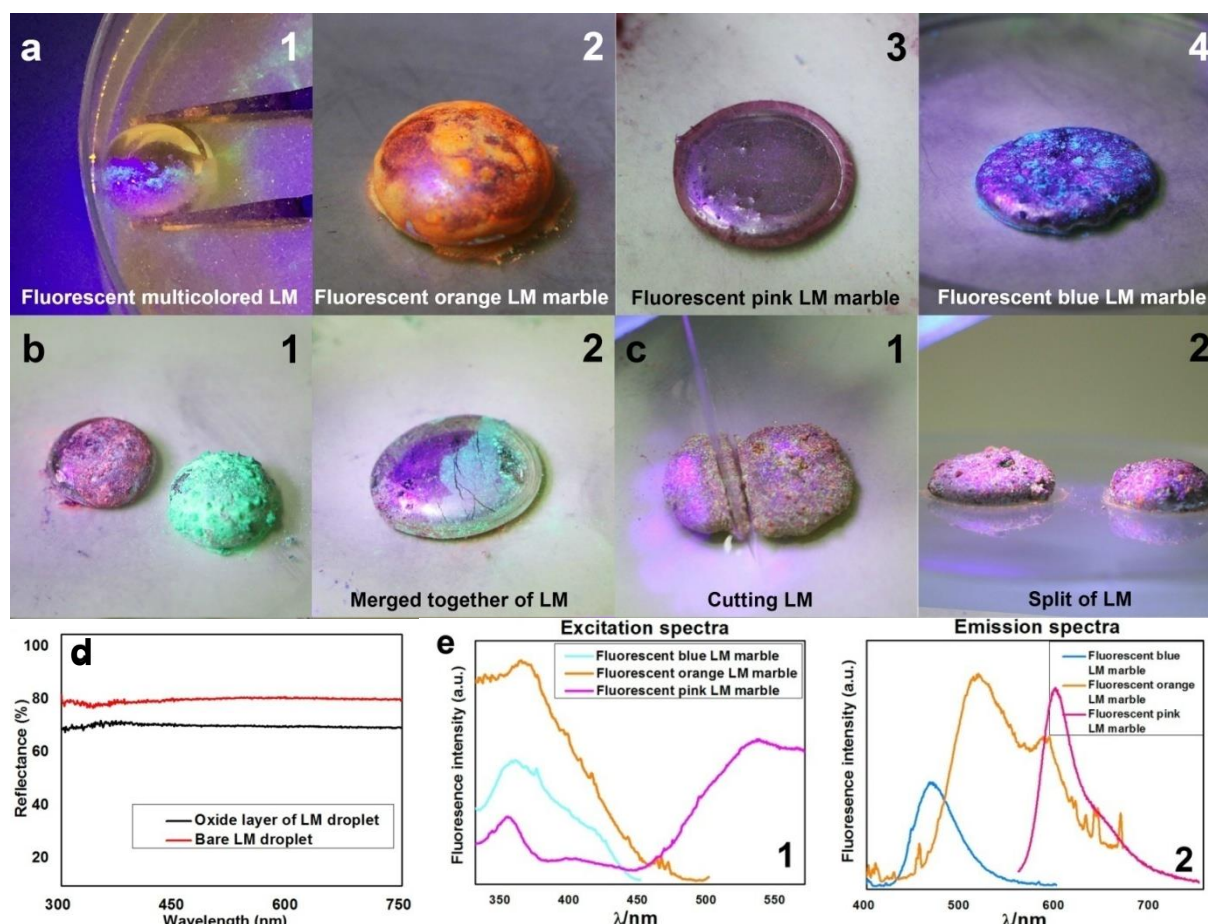 a
1
Fluorescent multicolored LM
2
Fluorescent orange LM marble
3
Fluorescent pink LM marble
4
Fluorescent blue LM marble
b
1
2
Merged together of LM
c
1
Cutting LM
2
Split of LM
d
100
80
60
40
20
Reflectance (%)
Oxide layer of LM droplet
Bare LM droplet
300
450
600
750
Wavelength (nm)
e
Excitation spectra
Fluoresence intensity (a.u.)
Fluorescent blue LM marble
Fluorescent orange LM marble
Fluorescent pink LM marble
1
350
400
450
500
550
λ/nm
Emission spectra
Fluoresence intensity (a.u.)
Fluorescent blue
LM marble
Fluorescent orange
LM marble
Fluorescent pink
LM marble
2
400
500
600
700
λ/nm